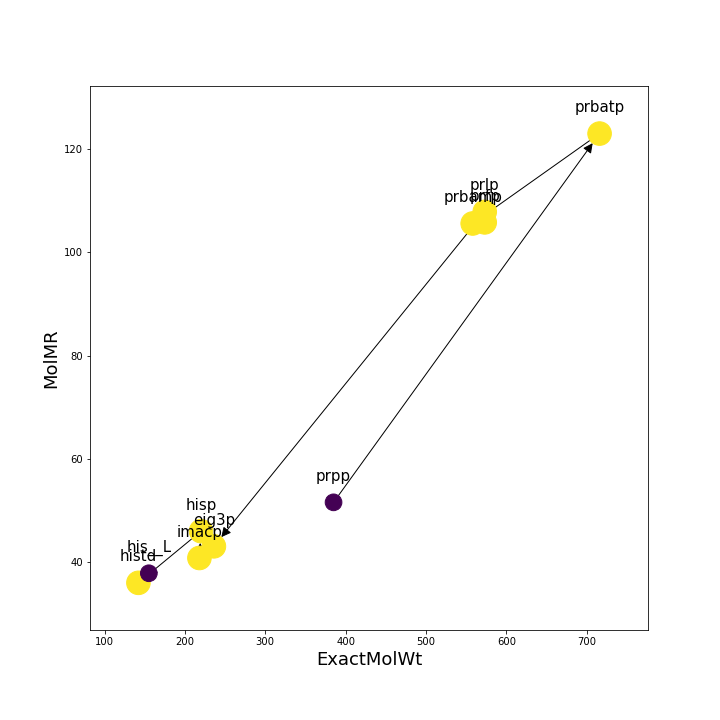 prbatp
120
prlp
prbamp
prfp
100
MolMR
80
60
prpp
hisp
eig3p
imacp
his__L
histd
40
100
200
300
400
500
600
700
ExactMolWt